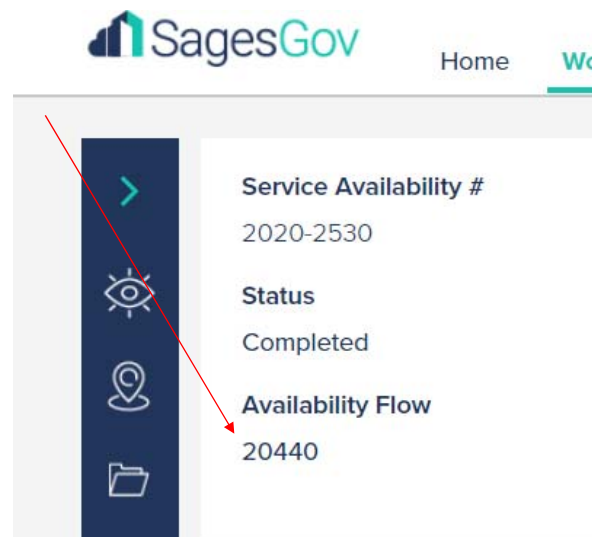 SagesGov
Home
Service Availability #
2020-2530
Status
Completed
Availability Flow
20440